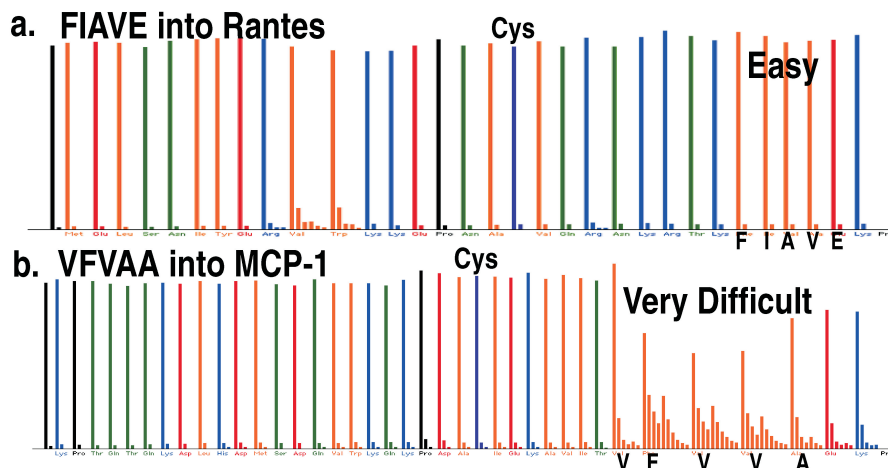 a. FIAVE into Rantes
Cys
Easy
Met Glu Leu Ser Asn Ile Tyr Glu Arg Val Trp Lys Lys Glu Pro Asn Ala Val Gln Arg Asn Lys Arg Thr Lys Lys
F I A V E
b. VFVAA into MCP-1
Cys
Very Difficult
Lys Pro Thr Gln Thr Gln Lys Asp Leu His Asp Met Ser Asp Gln Val Trp Lys Gln Lys Pro Asp Ala Ile Glu Lys Ala Val Ile Thr Glu Lys
V F V V A